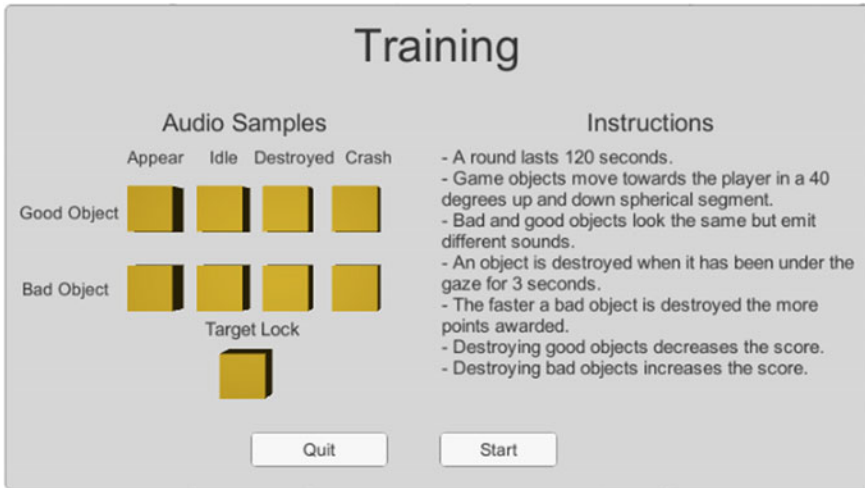 Training
Audio Samples
Appear Idle Destroyed Crash
Good Object
Bad Object
Target Lock
Instructions
- A round lasts 120 seconds.
- Game objects move towards the player in a 40
degrees up and down spherical segment.
- Bad and good objects look the same but emit
different sounds.
- An object is destroyed when it has been under the
gaze for 3 seconds.
- The faster a bad object is destroyed the more
points awarded.
- Destroying good objects decreases the score.
- Destroying bad objects increases the score.
Quit
Start